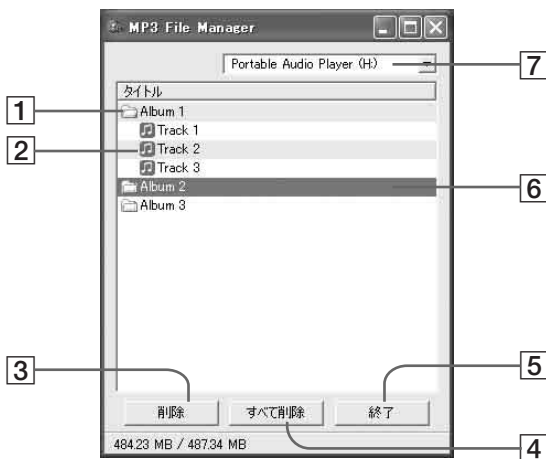 MP3 File Manager
Portable Audio Player (H:)
7
タイトル
1
Album 1
Track 1
2
Track 2
Track 3
Album 2
6
Album 3
3
5
削除
すべて削除
終了
484.23 MB / 487.34 MB
4